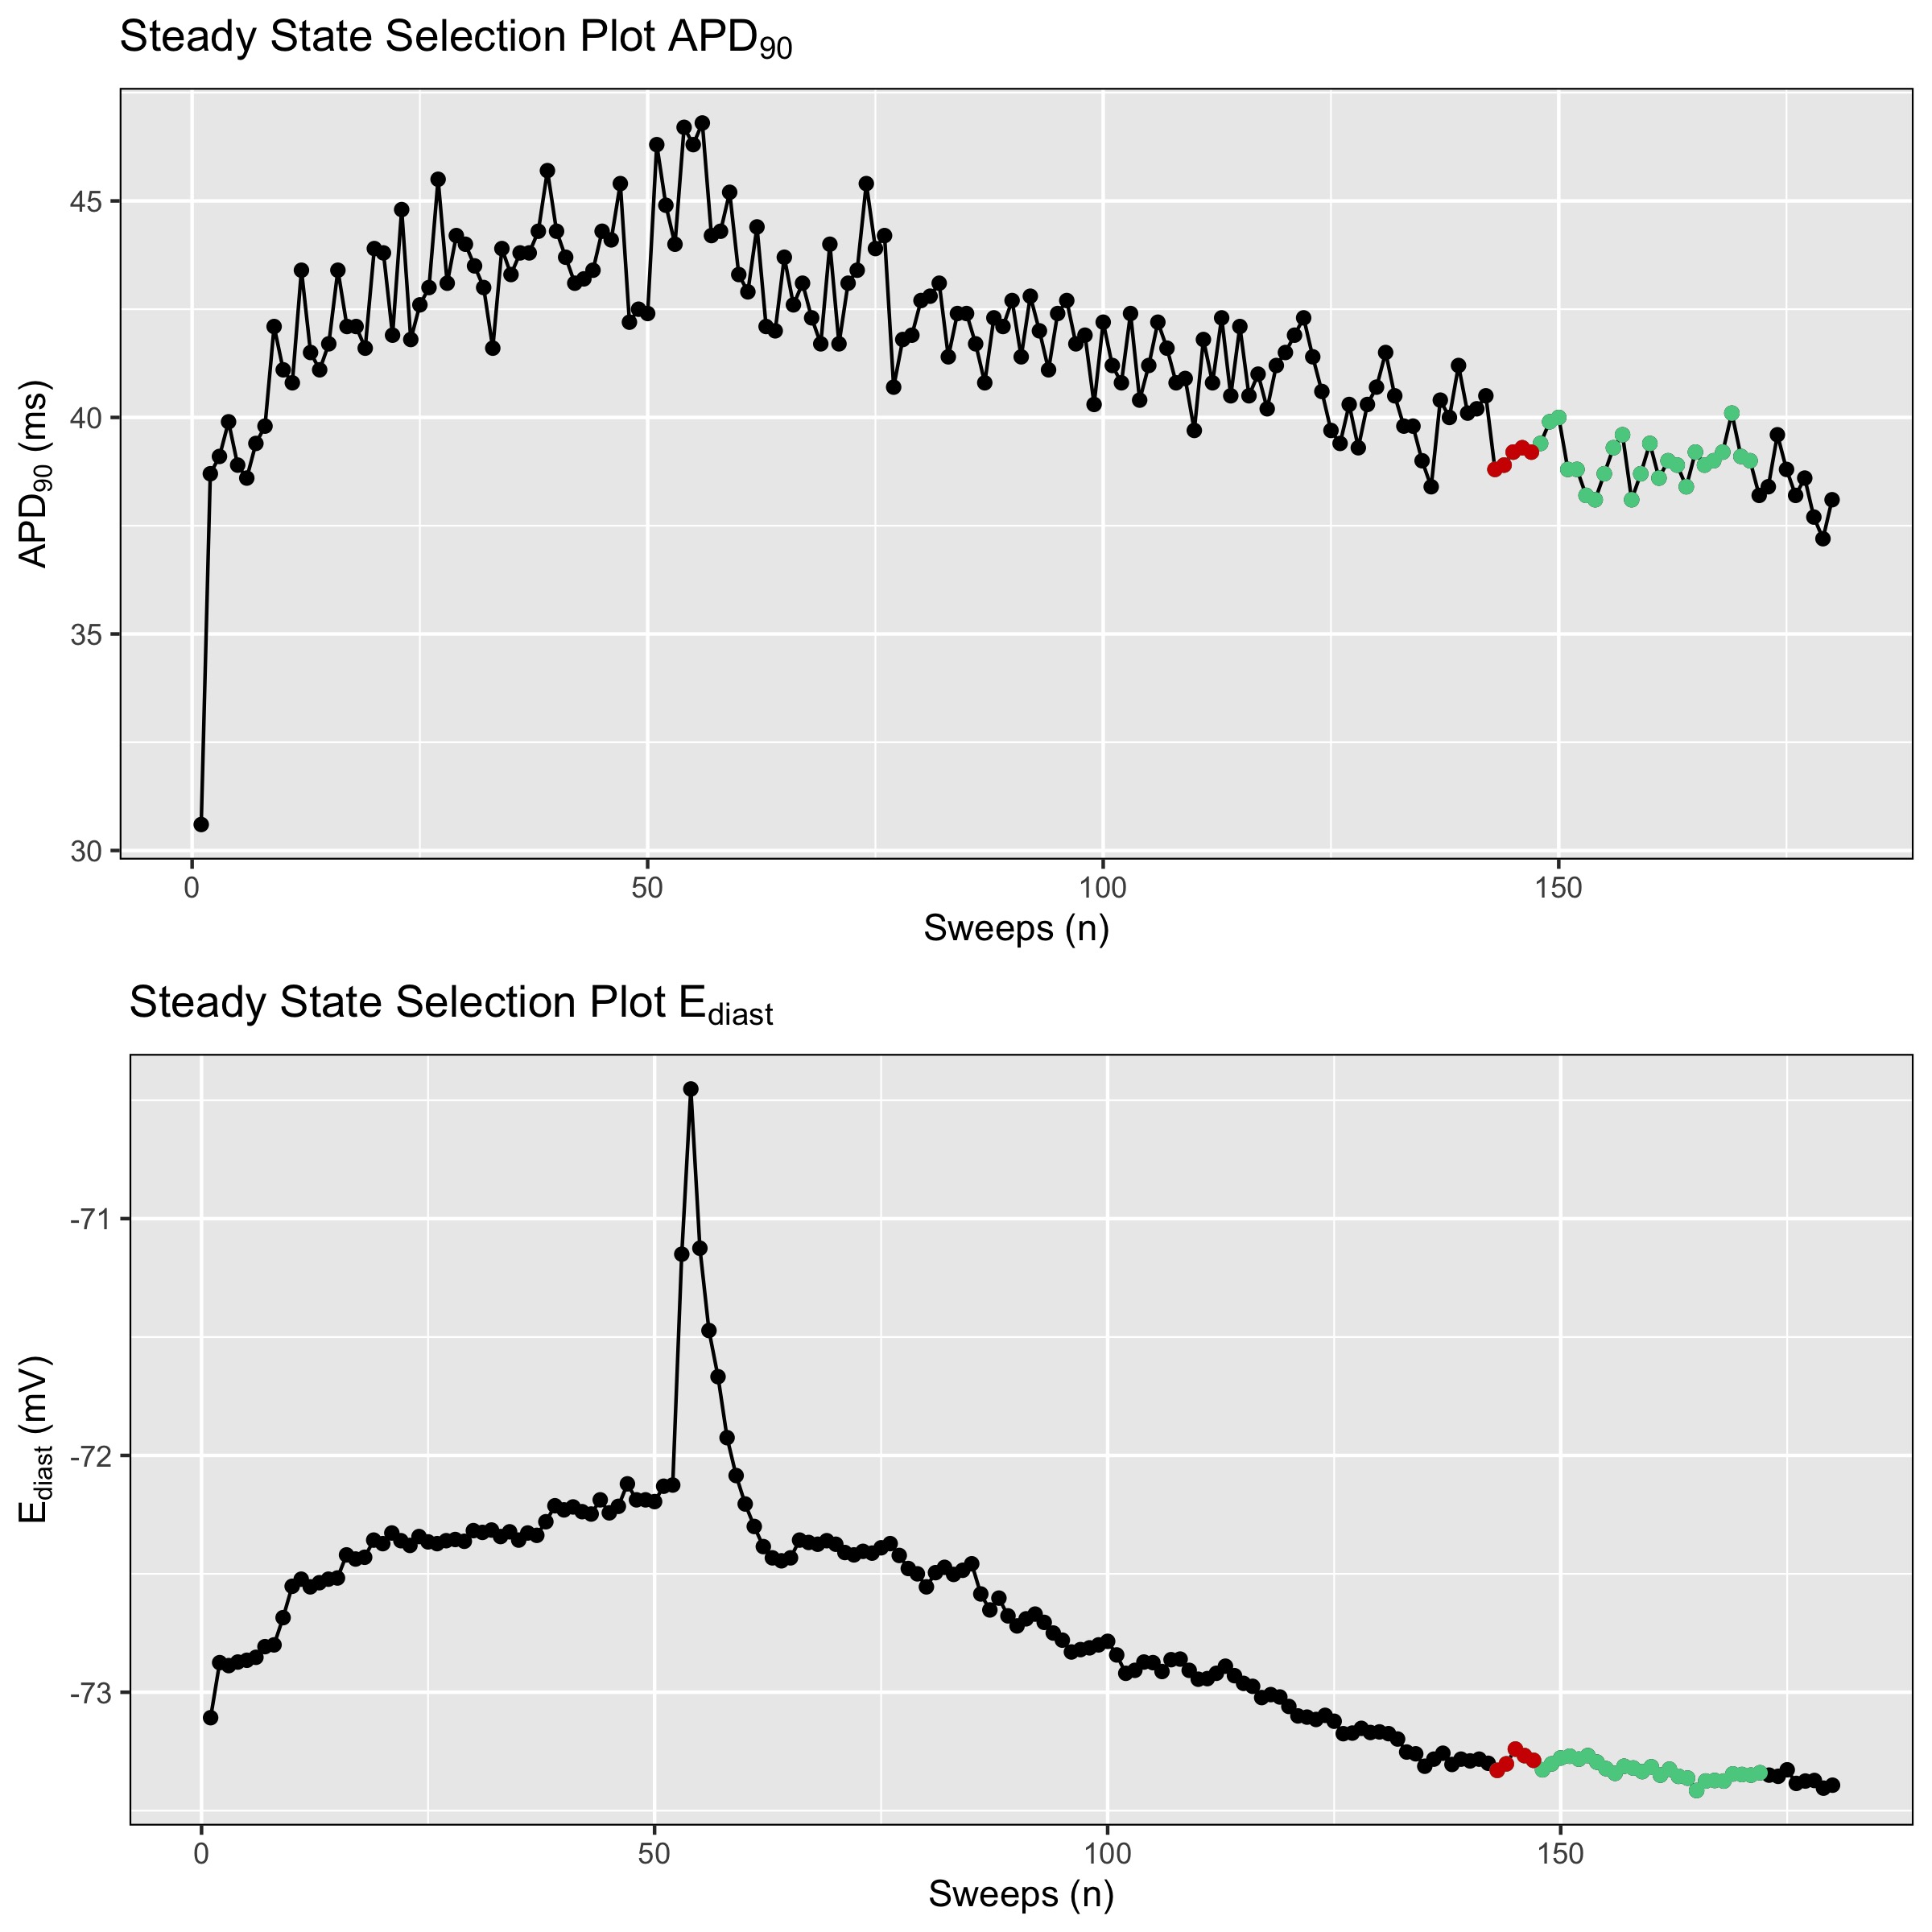 Steady State Selection Plot APD90
45
40
35
30
APD90 (ms)
0 50 100 150
Sweeps (n)
Steady State Selection Plot Ediast
-71
-72
-73
Ediast (mV)
0 50 100 150
Sweeps (n)